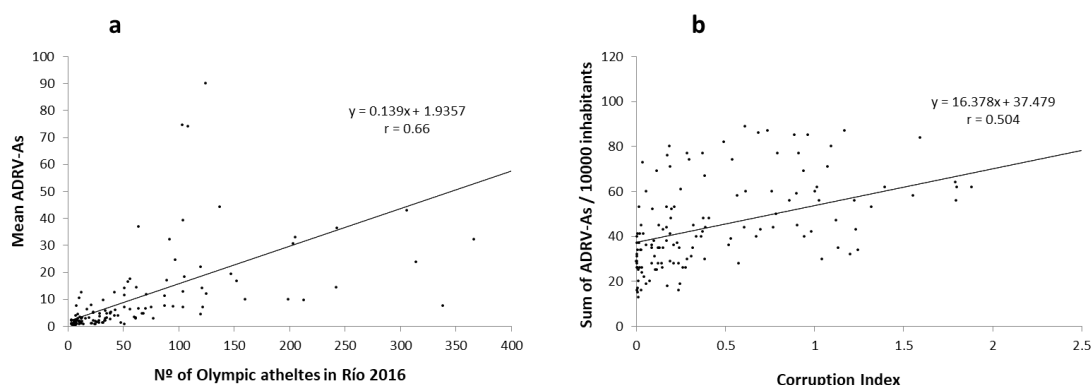 a
100
90
80
70
60
50
40
30
20
10
0
Mean ADRV-As
y = 0.139x + 1.9357
r = 0.66
0 50 100 150 200 250 300 350 400
Nº of Olympic atheltes in Río 2016
b
120
100
80
60
40
20
0
Sum of ADRV-As / 10000 inhabitants
y = 16.378x + 37.479
r = 0.504
0 0.5 1 1.5 2 2.5
Corruption Index